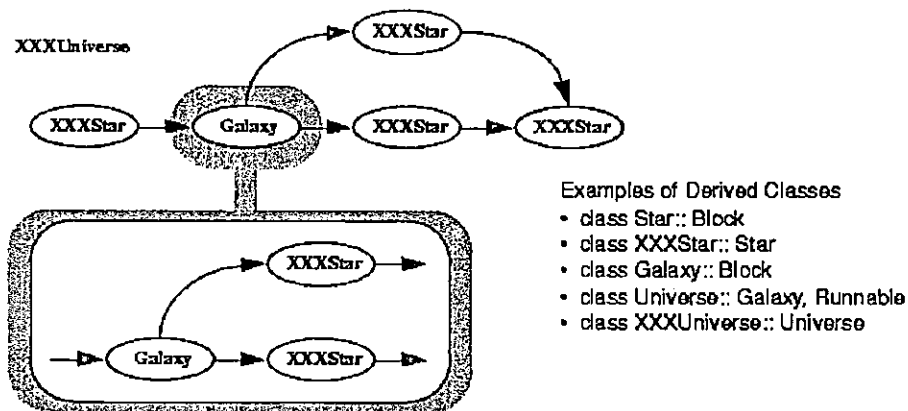 XXXUniverse
XXXStar
XXXStar
Galaxy
XXXStar
XXXStar
Examples of Derived Classes
• class Star:: Block
• class XXXStar:: Star
• class Galaxy:: Block
• class Universe:: Galaxy, Runnable
• class XXXUniverse:: Universe
XXXStar
Galaxy
XXXStar